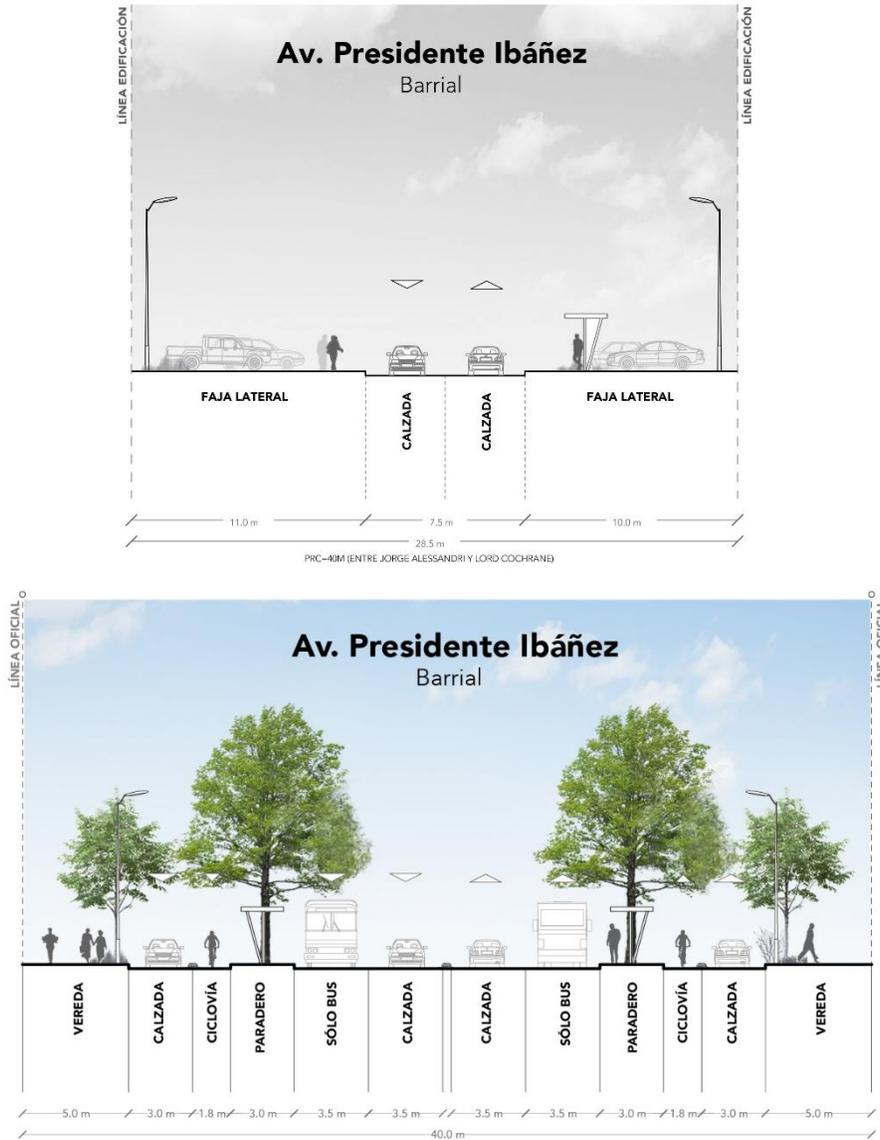 LÍNEA EDIFICACIÓN
LÍNEA EDIFICACIÓN
Av. Presidente Ibáñez
Barrial
FAJA LATERAL
CALZADA
CALZADA
FAJA LATERAL
11.0 m
7.5 m
10.0 m
28.5 m
PRC-40M (ENTRE JORGE ALESSANDRI Y LORD COCHRANE)
LÍNEA OFICIAL
LÍNEA OFICIAL
Av. Presidente Ibáñez
Barrial
VEREDA
CALZADA
CICLOVÍA
PARADERO
SÓLO BUS
CALZADA
CALZADA
SÓLO BUS
PARADERO
CICLOVÍA
CALZADA
VEREDA
5.0 m
3.0 m
1.8 m
3.0 m
3.5 m
3.5 m
3.5 m
3.5 m
3.0 m
1.8 m
3.0 m
5.0 m
40.0 m